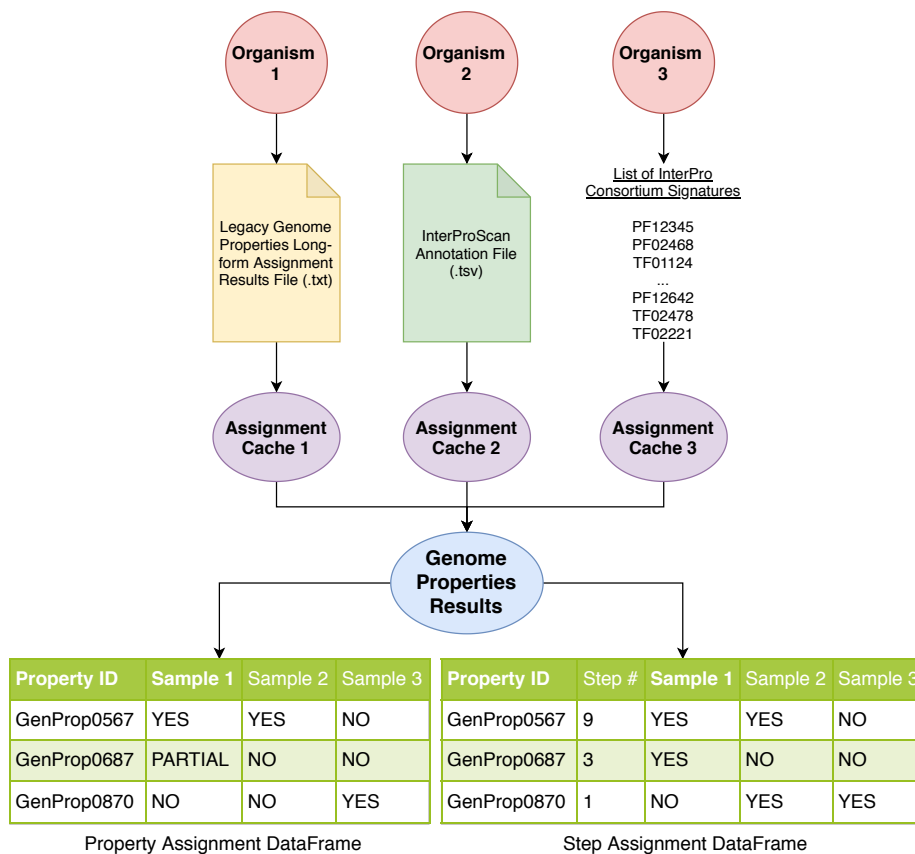 Organism
1
Organism
2
Organism
3
Legacy Genome
Properties Long-
form Assignment
Results File (.txt)
InterProScan
Annotation File
(.tsv)
List of InterPro
Consortium Signatures
PF12345
PF02468
TF01124
...
PF12642
TF02478
TF02221
Assignment
Cache 1
Assignment
Cache 2
Assignment
Cache 3
Genome
Properties
Results
Property ID Sample 1 Sample 2 Sample 3
GenProp0567 YES YES NO
GenProp0687 PARTIAL NO NO
GenProp0870 NO NO YES
Property Assignment DataFrame
Property ID Step # Sample 1 Sample 2 Sample 3
GenProp0567 9 YES YES NO
GenProp0687 3 YES NO NO
GenProp0870 1 NO YES YES
Step Assignment DataFrame